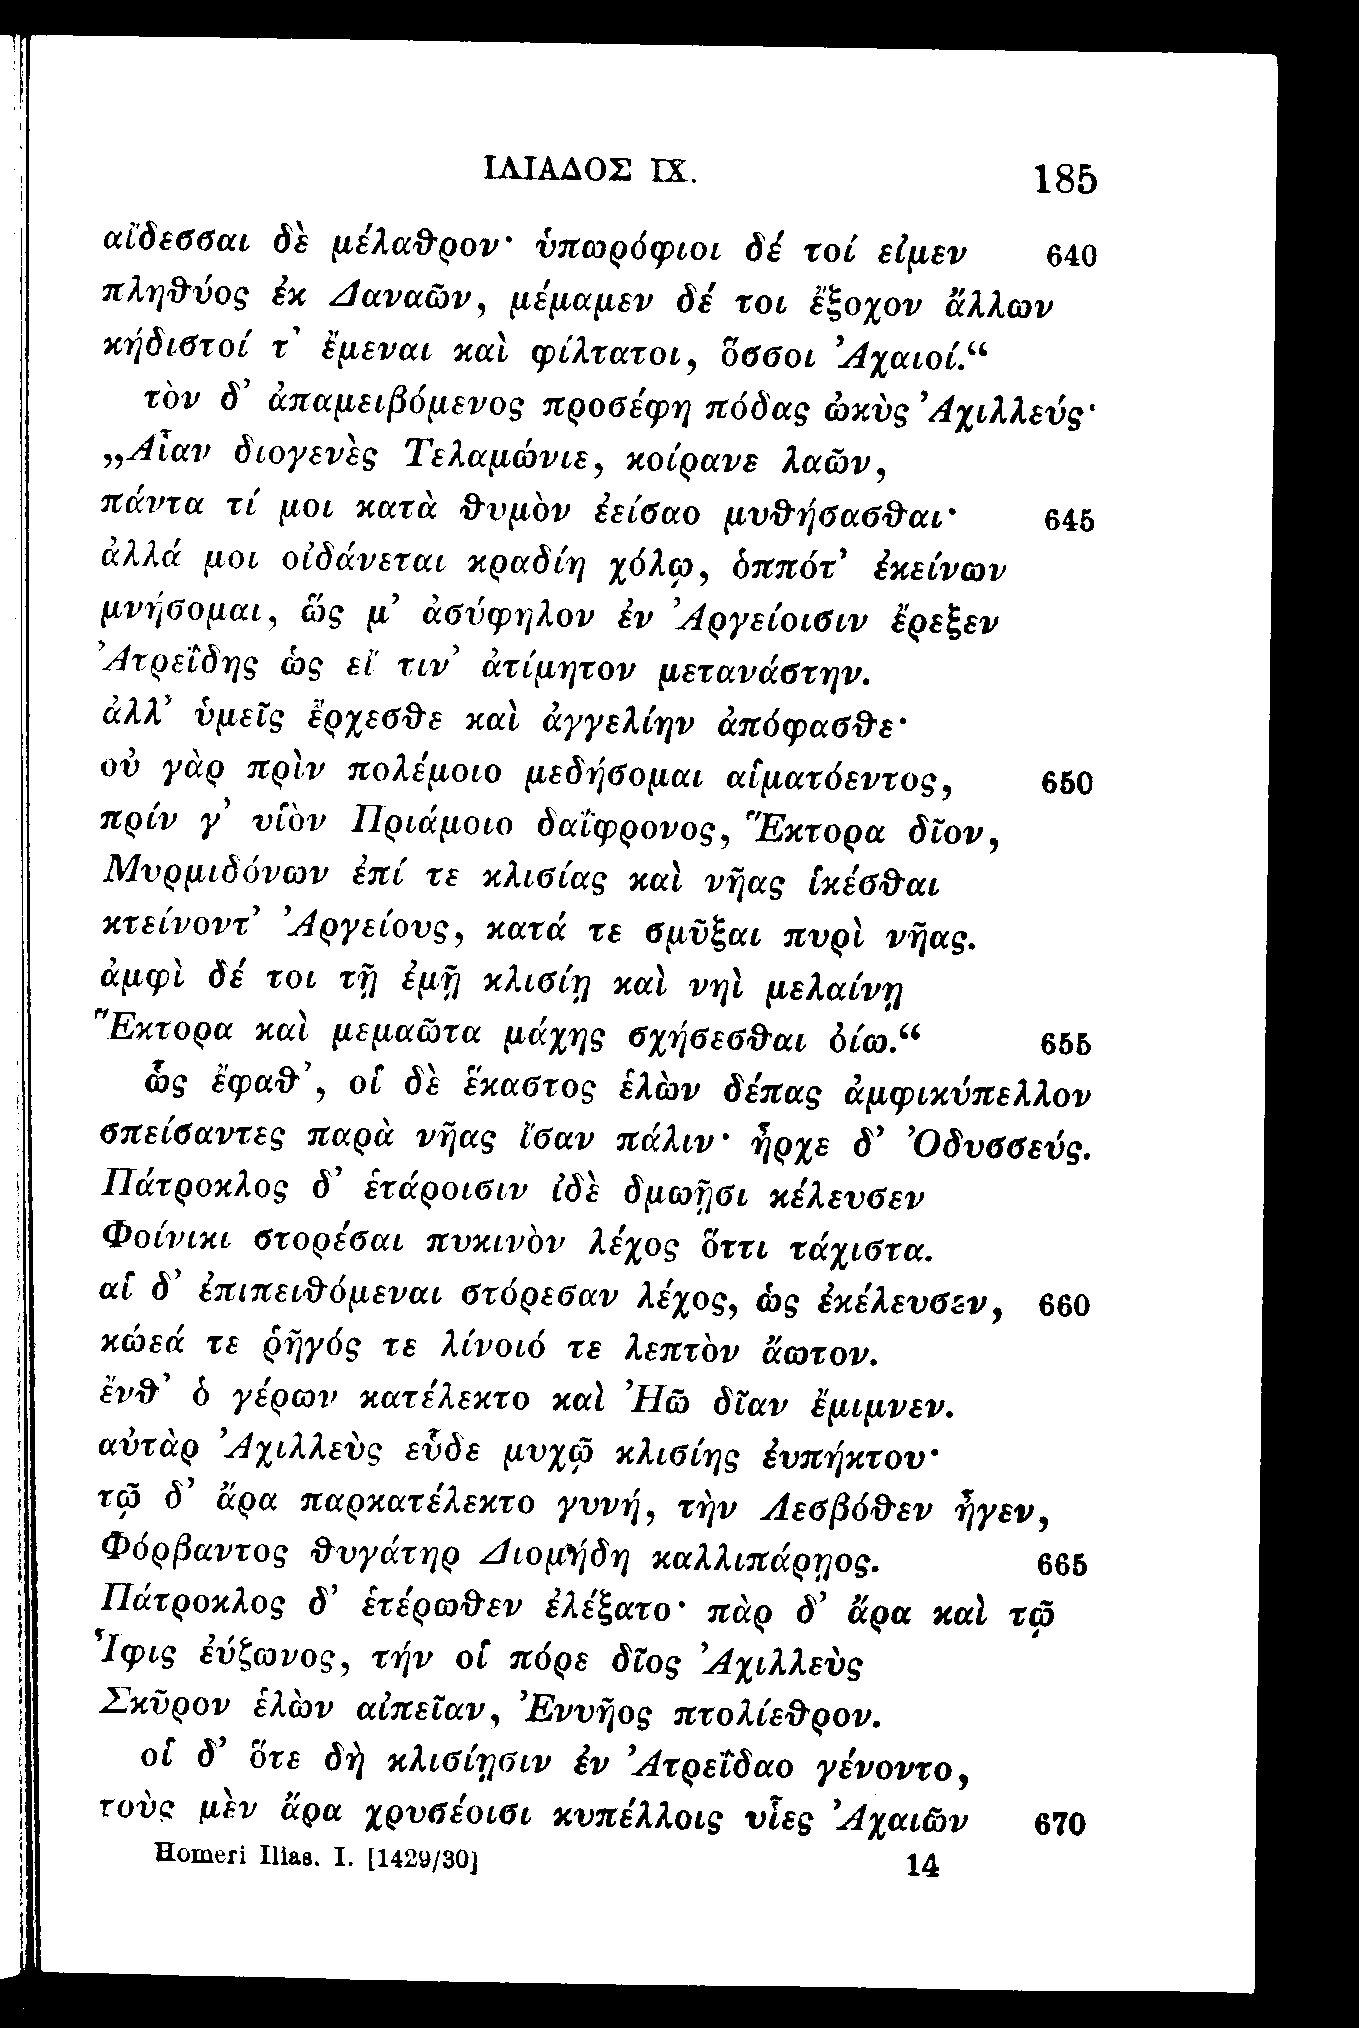 ΙΛΙΑΔΟΣ IX. 185
αἴδεσσαι δὲ μέλαθρον· ὑπωρόφιοι δέ τοί εἰμεν 640
πληθύος ἐκ Δαναῶν, μέμαμεν δέ τοι ἔξοχον ἄλλων
κήδιστοί τ' ἔμεναι καὶ φίλτατοι, ὅσσοι Ἀχαιοί.“
τὸν δ' ἀπαμειβόμενος προσέφη πόδας ὠκὺς Ἀχιλλεύς·
„Αἶαν διογενὲς Τελαμώνιε, κοίρανε λαῶν,
πάντα τί μοι κατὰ θυμὸν ἐείσαο μυθήσασθαι· 645
ἀλλά μοι οἰδάνεται κραδίη χόλῳ, ὁππότ' ἐκείνων
μνήσομαι, ὥς μ' ἀσύφηλον ἐν Ἀργείοισιν ἔρεξεν
Ἀτρεΐδης ὡς εἴ τιν' ἀτίμητον μετανάστην.
ἀλλ' ὑμεῖς ἔρχεσθε καὶ ἀγγελίην ἀπόφασθε·
οὐ γὰρ πρὶν πολέμοιο μεδήσομαι αἱματόεντος, 650
πρίν γ' υἱὸν Πριάμοιο δαΐφρονος, Ἕκτορα δῖον,
Μυρμιδόνων ἐπί τε κλισίας καὶ νῆας ἱκέσθαι
κτείνοντ' Ἀργείους, κατά τε σμῦξαι πυρὶ νῆας.
ἀμφὶ δέ τοι τῇ ἐμῇ κλισίῃ καὶ νηὶ μελαίνῃ
Ἕκτορα καὶ μεμαῶτα μάχης σχήσεσθαι ὀίω.“ 655
ὣς ἔφαθ', οἱ δὲ ἕκαστος ἑλὼν δέπας ἀμφικύπελλον
σπείσαντες παρὰ νῆας ἴσαν πάλιν· ἦρχε δ' Ὀδυσσεύς.
Πάτροκλος δ' ἑτάροισιν ἰδὲ δμωῇσι κέλευσεν
Φοίνικι στορέσαι πυκινὸν λέχος ὅττι τάχιστα.
αἱ δ' ἐπιπειθόμεναι στόρεσαν λέχος, ὡς ἐκέλευσεν, 660
κώεά τε ῥῆγός τε λίνοιό τε λεπτὸν ἄωτον.
ἔνθ' ὁ γέρων κατέλεκτο καὶ Ἠῶ δῖαν ἔμιμνεν.
αὐτὰρ Ἀχιλλεὺς εὗδε μυχῷ κλισίης ἐυπήκτου·
τῷ δ' ἄρα παρκατέλεκτο γυνή, τὴν Λεσβόθεν ἦγεν,
Φόρβαντος θυγάτηρ Διομήδη καλλιπάρῃος. 665
Πάτροκλος δ' ἑτέρωθεν ἐλέξατο· πὰρ δ' ἄρα καὶ τῷ
Ἶφις ἐύζωνος, τήν οἱ πόρε δῖος Ἀχιλλεὺς
Σκῦρον ἑλὼν αἰπεῖαν, Ἐνυῆος πτολίεθρον.
οἱ δ' ὅτε δὴ κλισίῃσιν ἐν Ἀτρεΐδαο γένοντο,
τοὺς μὲν ἄρα χρυσέοισι κυπέλλοις υἷες Ἀχαιῶν 670
Homeri Ilias. I. [1429/30] 14